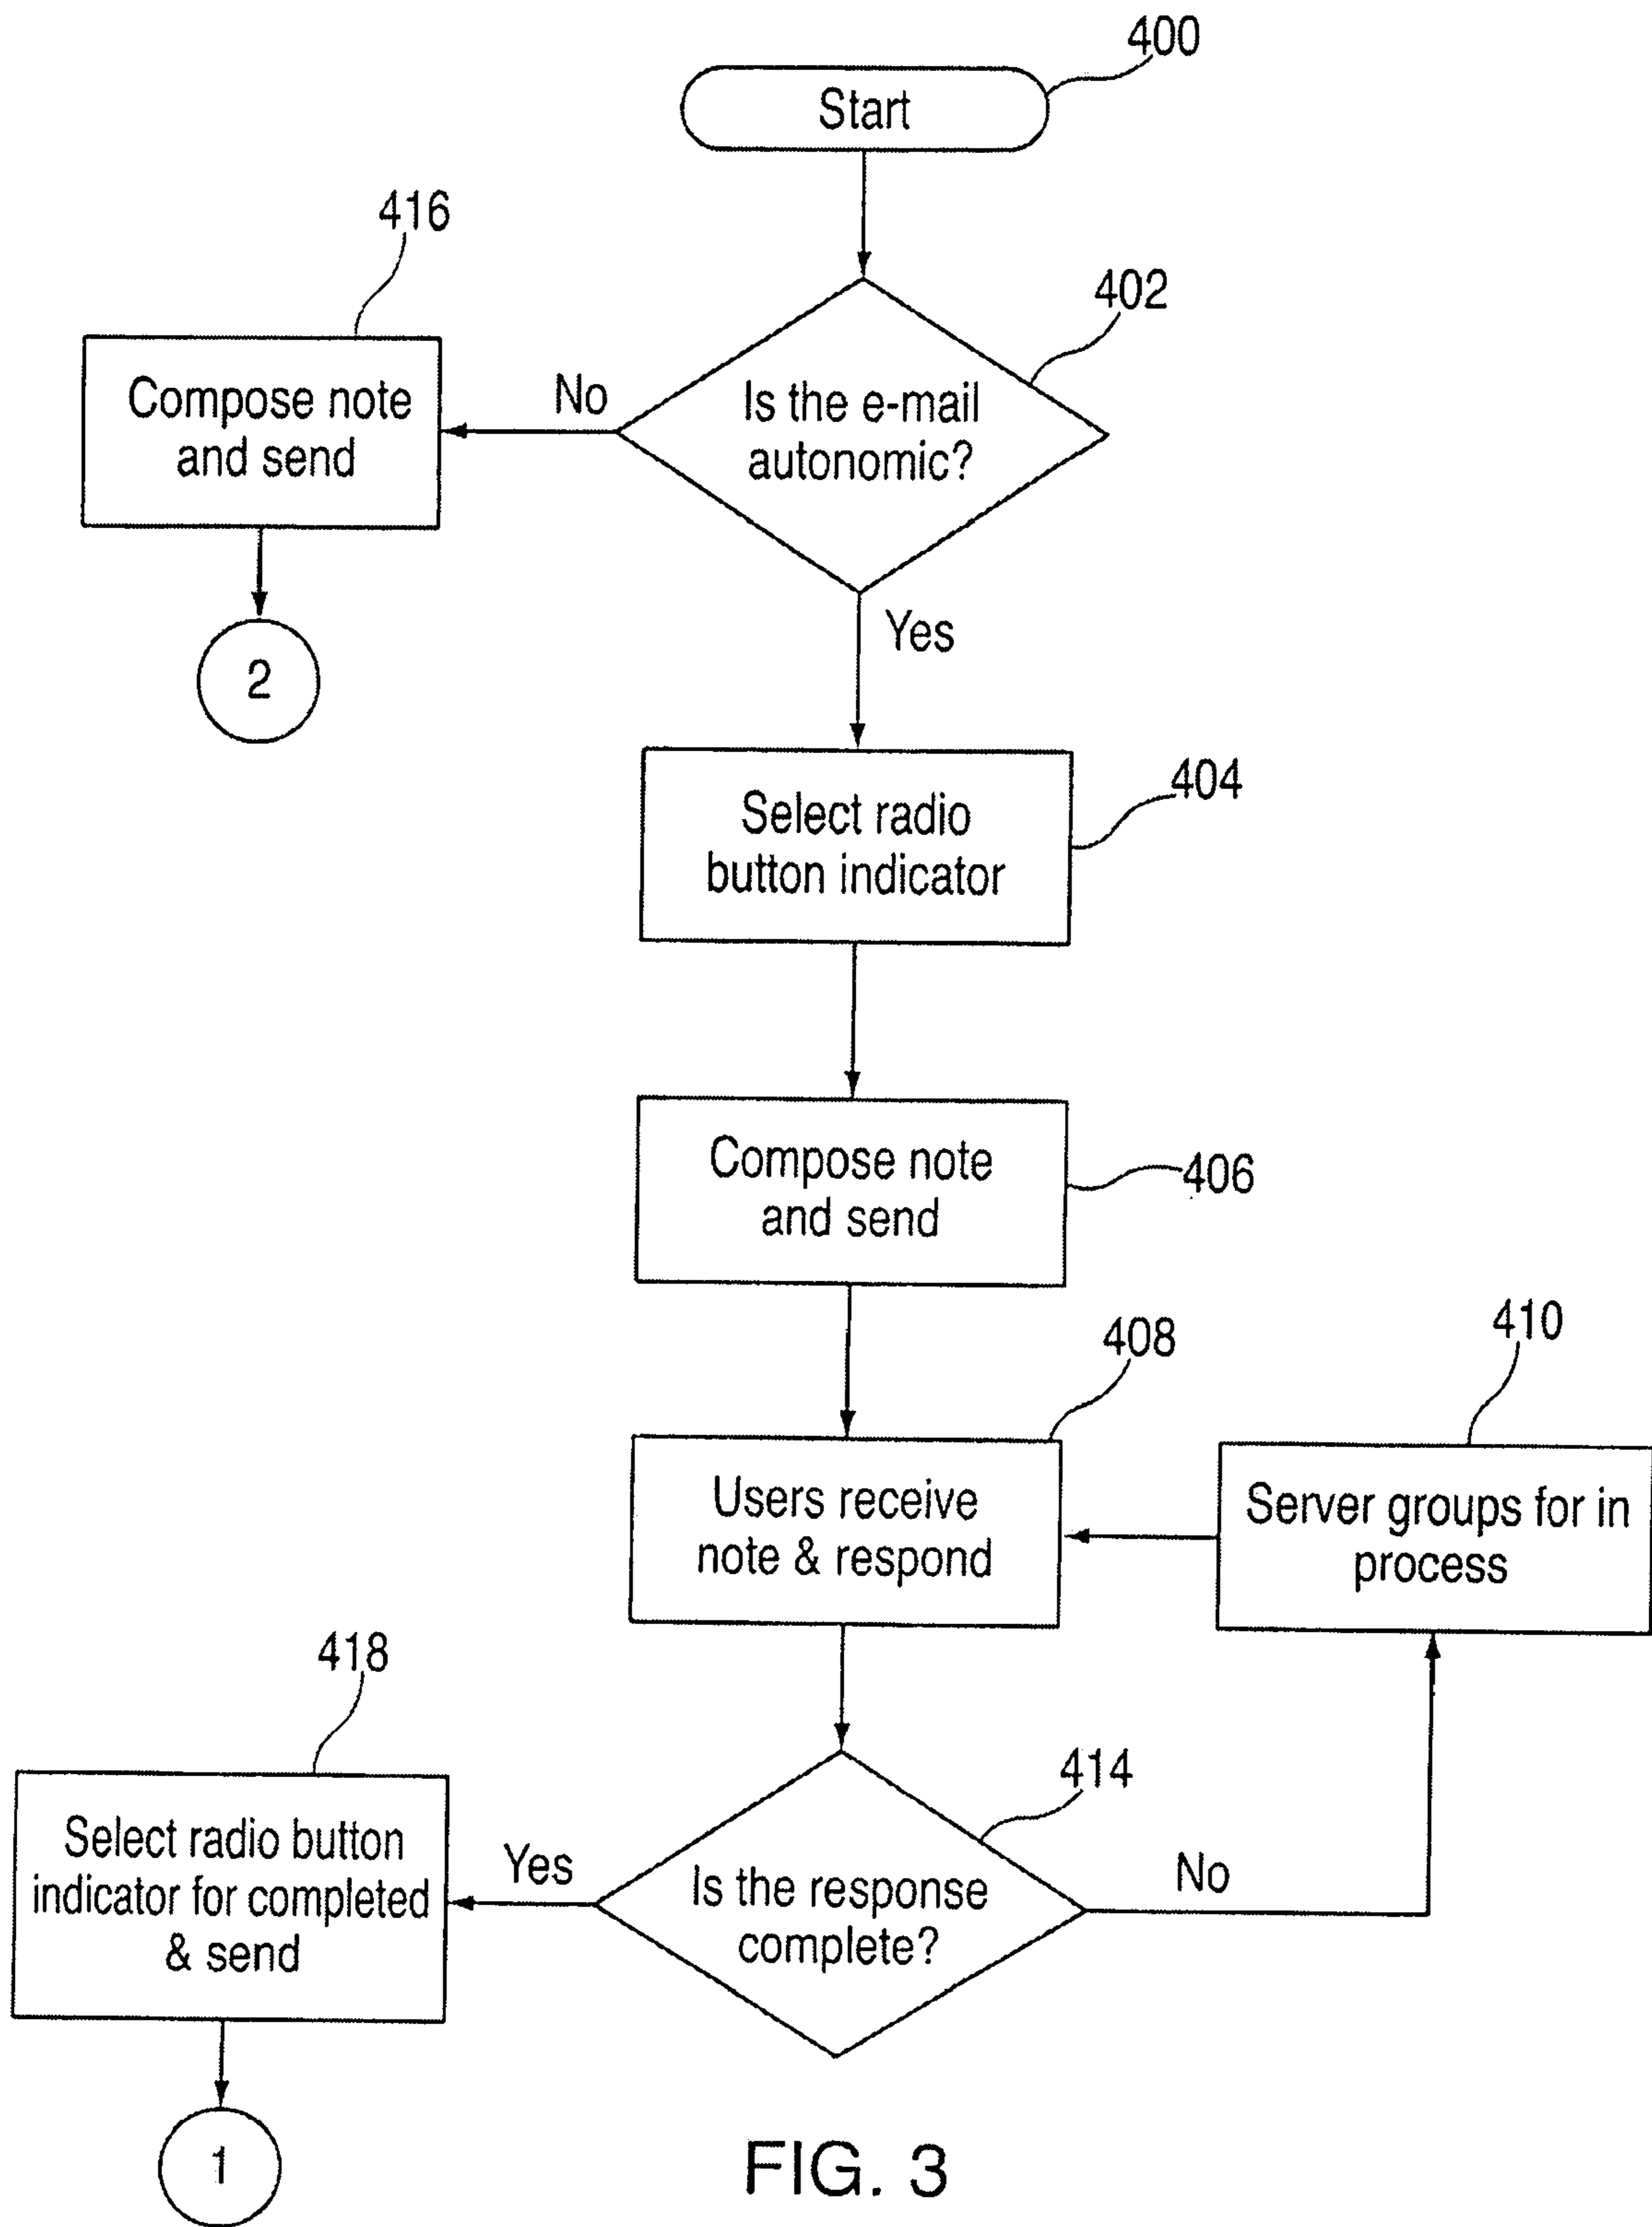 400
Start
416
402
Compose note
and send
No
Is the e-mail
autonomic?
Yes
2
404
Select radio
button indicator
Compose note
and send
406
408
410
Users receive
note & respond
Server groups for in
process
418
414
Select radio button
indicator for completed
& send
Yes
Is the response
complete?
No
1
FIG. 3